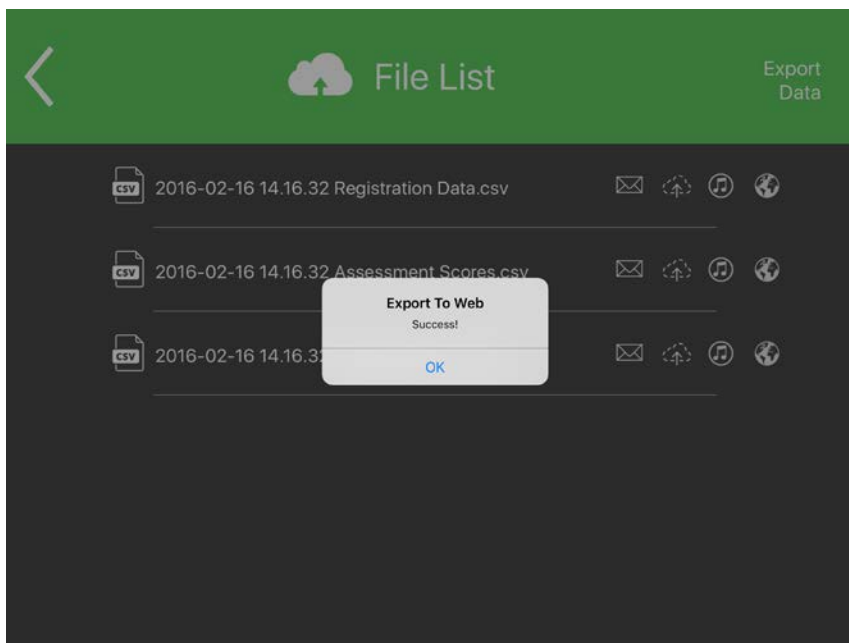 File List
Export
Data
CSV 2016-02-16 14.16.32 Registration Data.csv
CSV 2016-02-16 14.16.32 Assessment Scores.csv
Export To Web
Success!
CSV 2016-02-16 14.16.32
OK